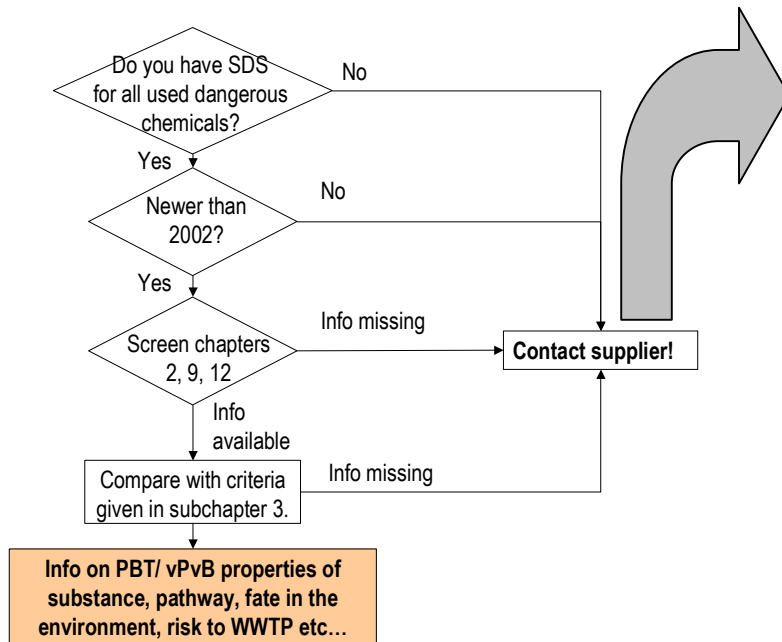 Do you have SDS
for all used dangerous
chemicals?
No
Yes
Newer than
2002?
No
Yes
Screen chapters
2, 9, 12
Info missing
Contact supplier!
Info
available
Compare with criteria
given in subchapter 3.
Info missing
Info on PBT/ vPvB properties of
substance, pathway, fate in the
environment, risk to WWTP etc…